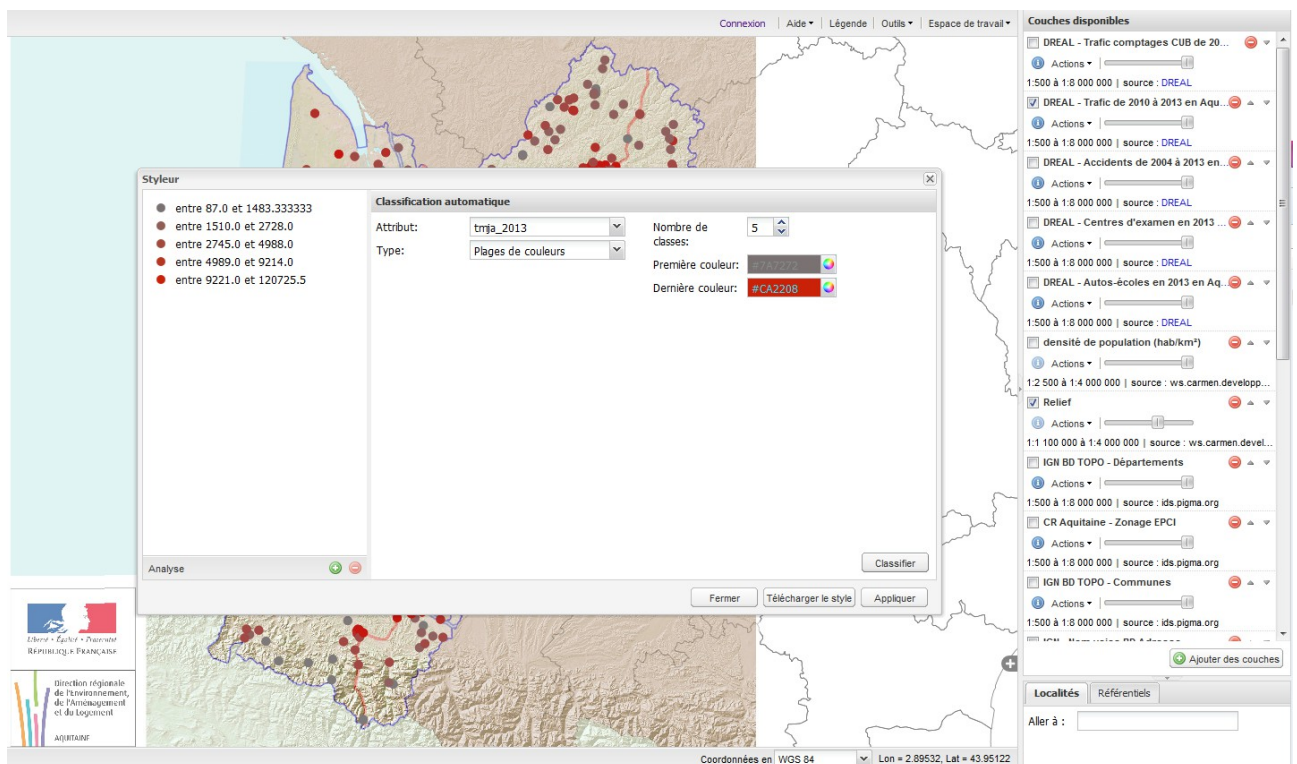 Connexion Aide Légende Outils Espace de travail
Styleur
entre 87.0 et 1483.333333
entre 1510.0 et 2728.0
entre 2745.0 et 4988.0
entre 4989.0 et 9214.0
entre 9221.0 et 120725.5
Analyse
Classification automatique
Attribut: tmja_2013
Type: Plages de couleurs
Nombre de
classes: 5
Première couleur: #7A7272
Dernière couleur: #CA2208
Classifier
Fermer Télécharger le style Appliquer
Liberté • Égalité • Fraternité
RÉPUBLIQUE FRANÇAISE
Direction régionale
de l'Environnement,
de l'Aménagement
et du Logement
AQUITAINE
Coordonnées en WGS 84 Lon = 2.89532, Lat = 43.95122
Couches disponibles
DREAL - Trafic comptages CUB de 20...
Actions
1:500 à 1:8 000 000 | source : DREAL
DREAL - Trafic de 2010 à 2013 en Aqu...
Actions
1:500 à 1:8 000 000 | source : DREAL
DREAL - Accidents de 2004 à 2013 en...
Actions
1:500 à 1:8 000 000 | source : DREAL
DREAL - Centres d'examen en 2013 ...
Actions
1:500 à 1:8 000 000 | source : DREAL
DREAL - Autos-écoles en 2013 en Aq...
Actions
1:500 à 1:8 000 000 | source : DREAL
densité de population (hab/km²)
Actions
1:2 500 à 1:4 000 000 | source : ws.carmen.developp...
Relief
Actions
1:1 100 000 à 1:4 000 000 | source : ws.carmen.devel...
IGN BD TOPO - Départements
Actions
1:500 à 1:8 000 000 | source : ids.pigma.org
CR Aquitaine - Zonage EPCI
Actions
1:500 à 1:8 000 000 | source : ids.pigma.org
IGN BD TOPO - Communes
Actions
1:500 à 1:8 000 000 | source : ids.pigma.org
Ajouter des couches
Localités Référentiels
Aller à :